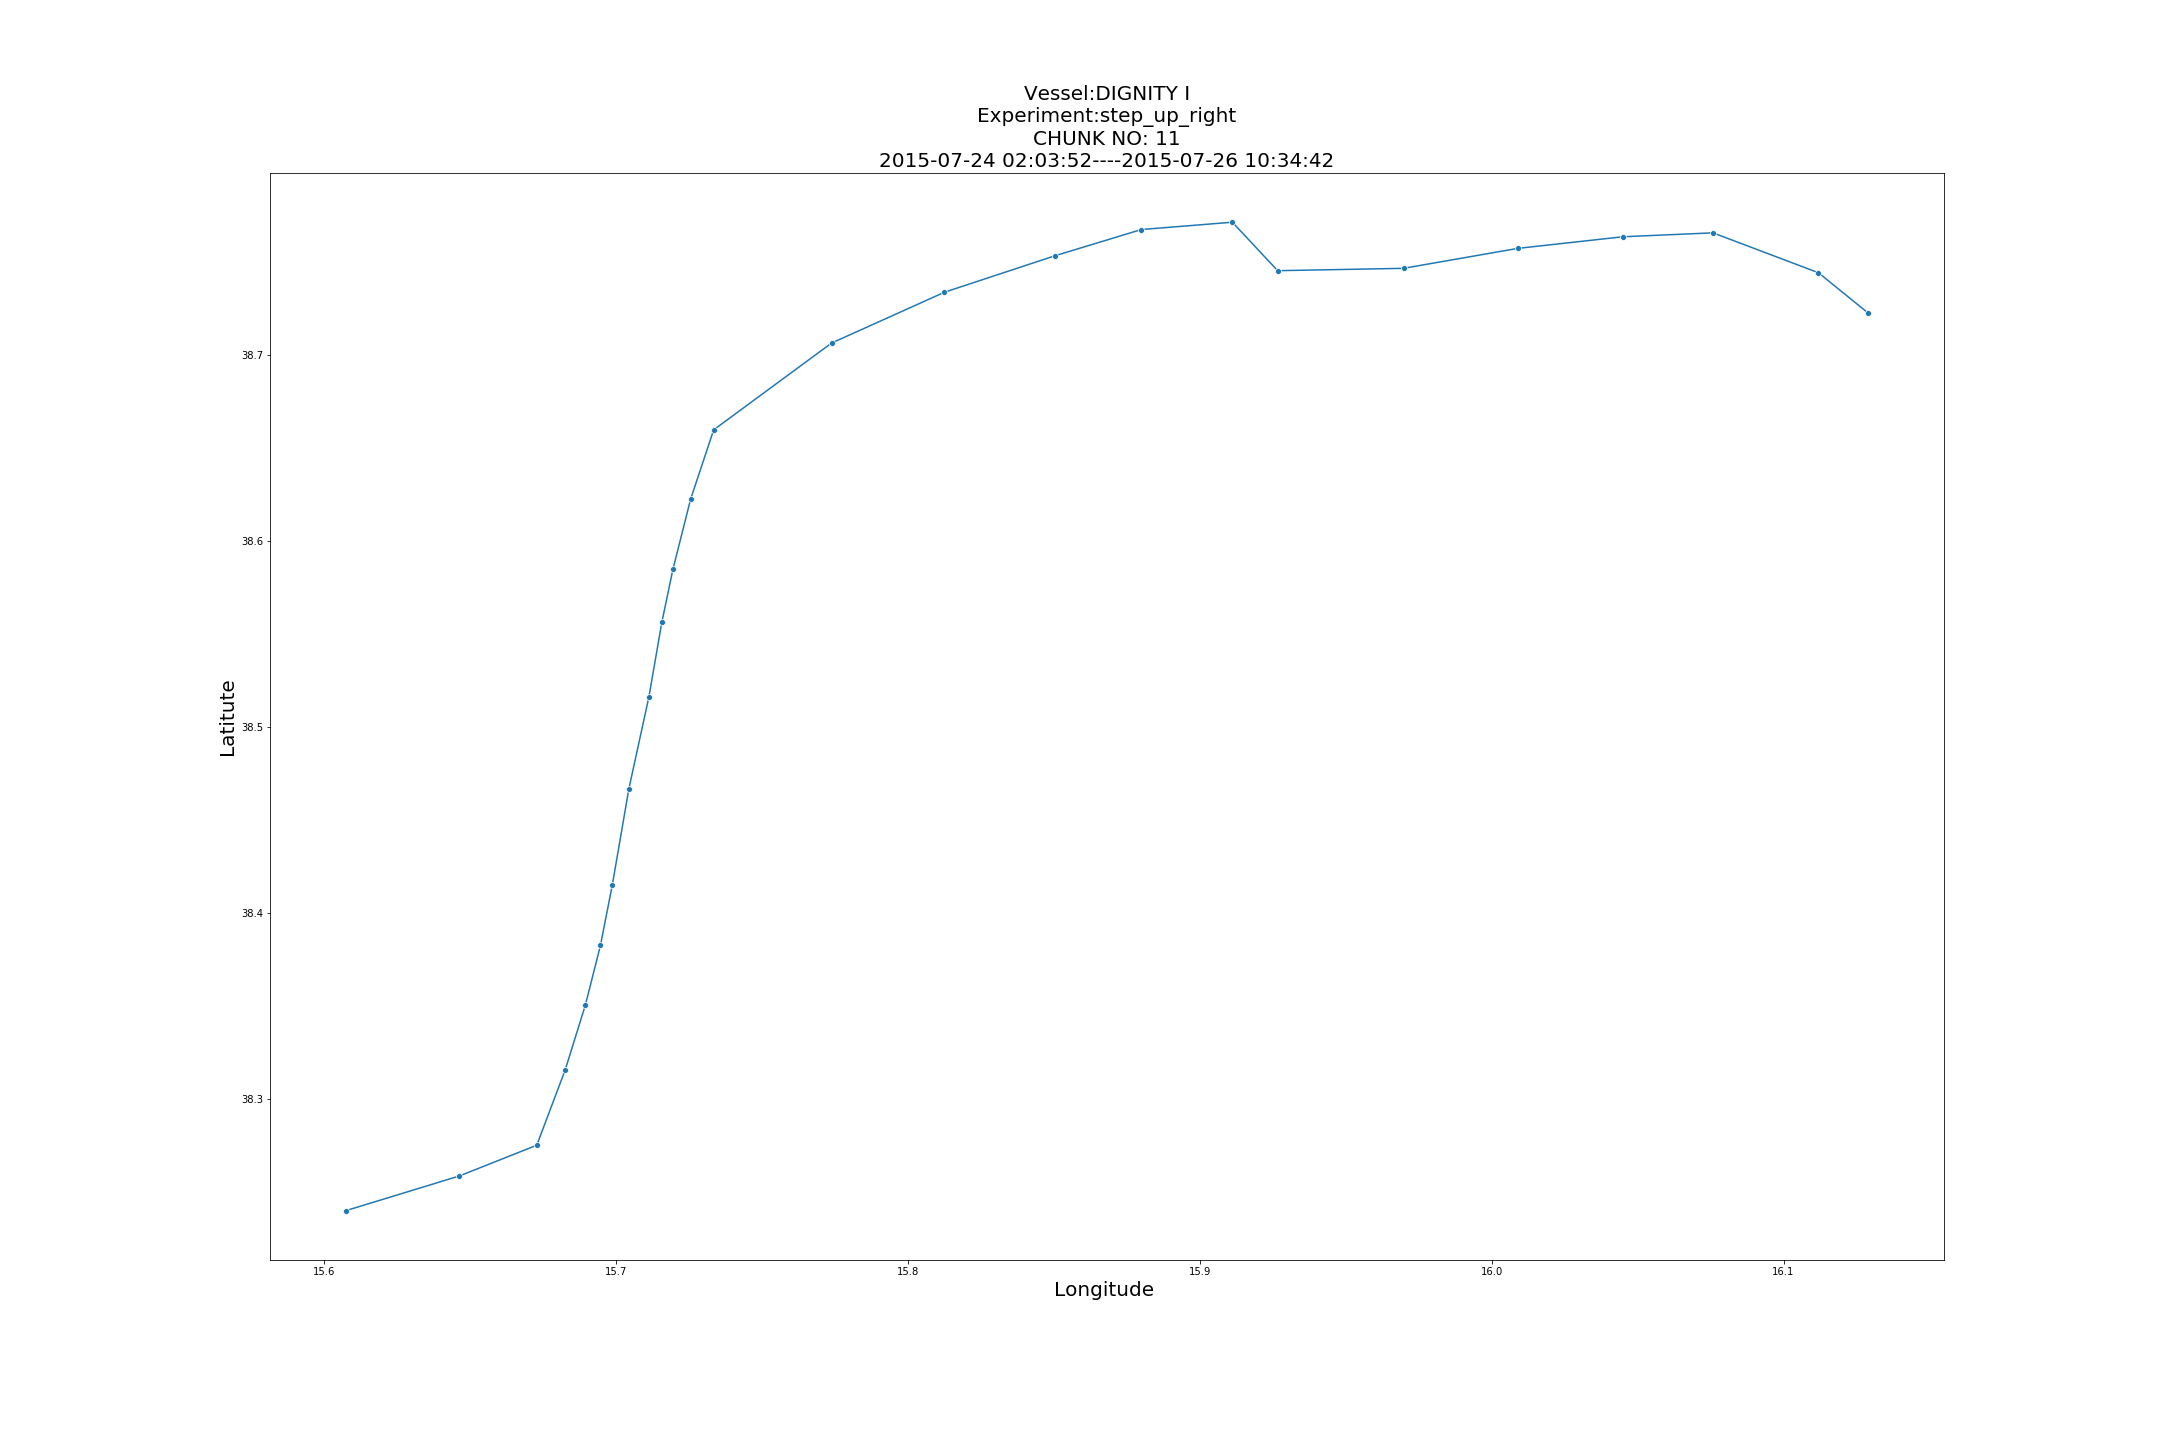 Vessel:DIGNITY I
Experiment:step_up_right
CHUNK NO: 11
2015-07-24 02:03:52----2015-07-26 10:34:42
Latitute
38.7
38.6
38.5
38.4
38.3
15.6 15.7 15.8 15.9 16.0 16.1
Longitude